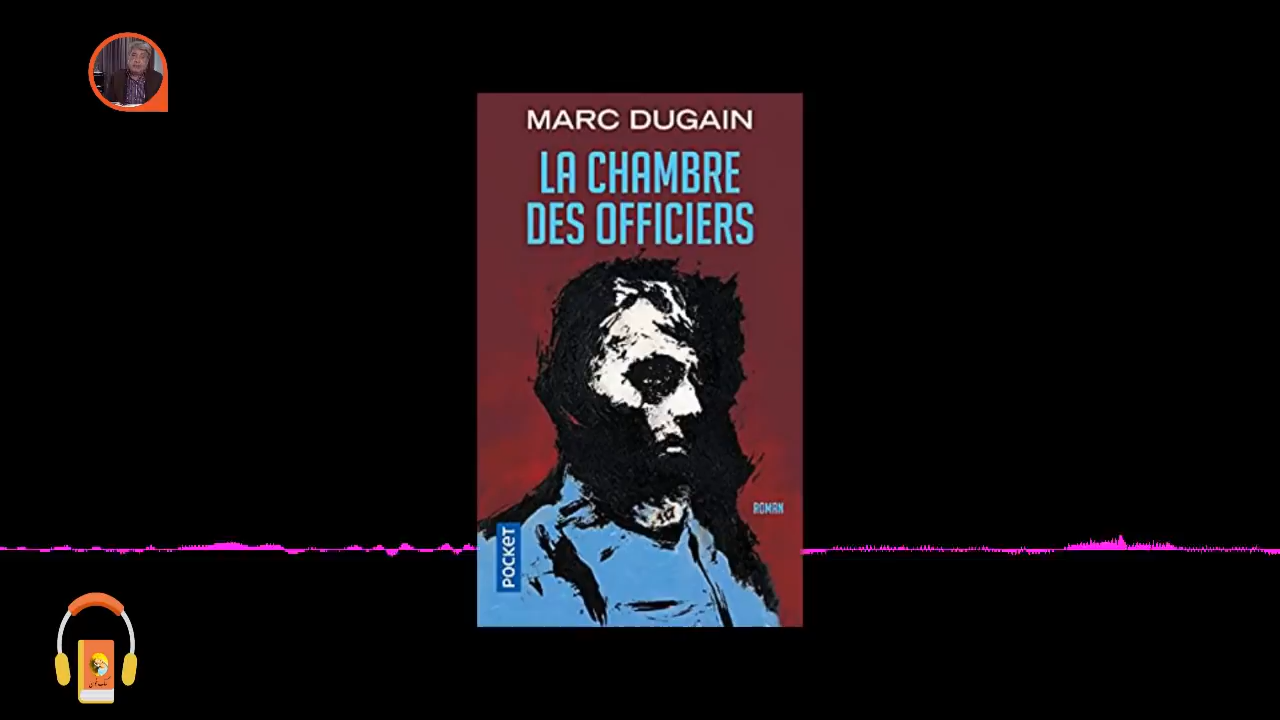 MARC DUGAIN
LA CHAMBRE
DES OFFICIERS
ROMAN
POCKET